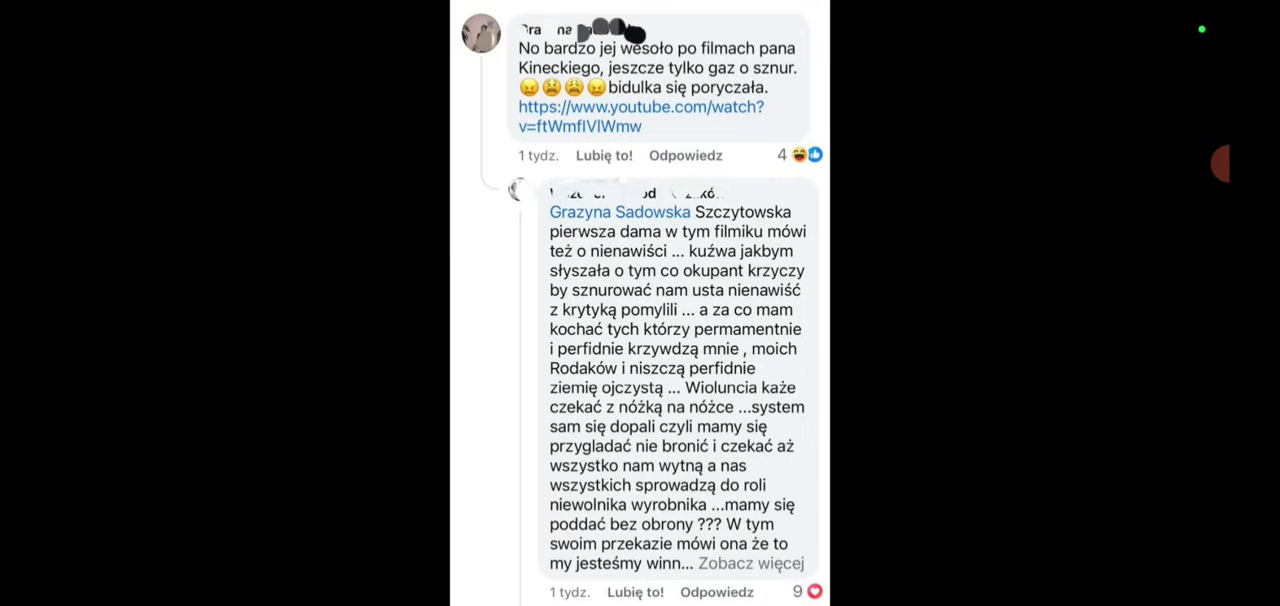 No bardzo jej wesoło po filmach pana
Kineckiego, jeszcze tylko gaz o sznur.
😖😫😩😖bidulka się poryczała.
https://www.youtube.com/watch?
v=ftWmfIVlWmw
1 tydz. Lubię to! Odpowiedz 4
Grazyna Sadowska Szczytowska
pierwsza dama w tym filmiku mówi
też o nienawiści ... kuźwa jakbym
słyszała o tym co okupant krzyczy
by sznurować nam usta nienawiść
z krytyką pomylili ... a za co mam
kochać tych którzy permamentnie
i perfidnie krzywdzą mnie , moich
Rodaków i niszczą perfidnie
ziemię ojczystą ... Wioluncia każe
czekać z nóżką na nóżce ...system
sam się dopali czyli mamy się
przygladać nie bronić i czekać aż
wszystko nam wytną a nas
wszystkich sprowadzą do roli
niewolnika wyrobnika ...mamy się
poddać bez obrony ??? W tym
swoim przekazie mówi ona że to
my jesteśmy winn... Zobacz więcej
1 tydz. Lubię to! Odpowiedz 9